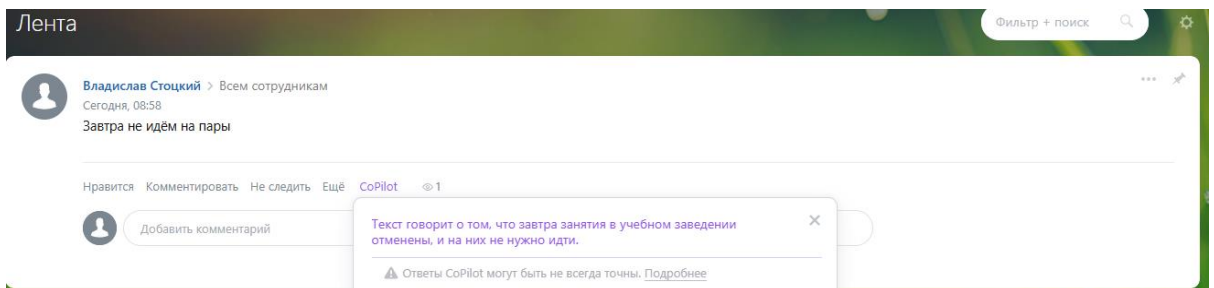 Лента
Фильтр + поиск
Владислав Стоцкий > Всем сотрудникам
Сегодня, 08:58
Завтра не идём на пары
Нравится Комментировать Не следить Ещё CoPilot 1
Добавить комментарий
Текст говорит о том, что завтра занятия в учебном заведении
отменены, и на них не нужно идти.
Ответы CoPilot могут быть не всегда точны. Подробнее